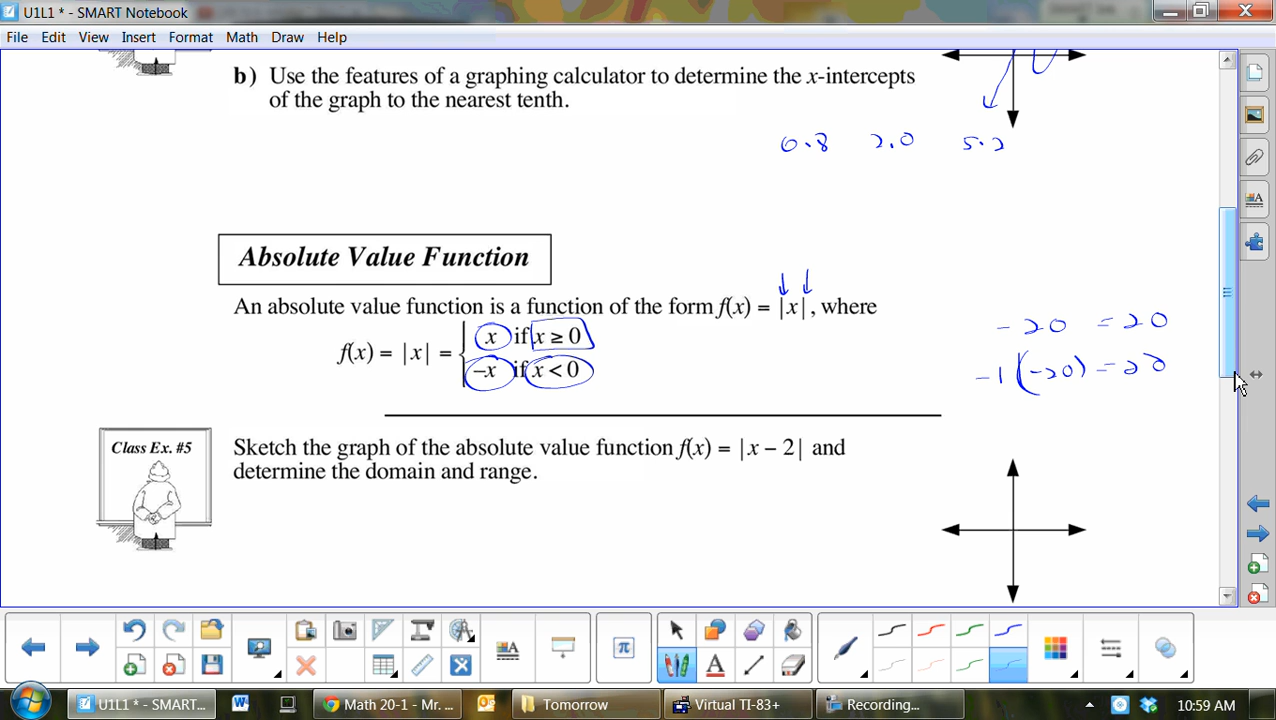 U1L1 * - SMART Notebook
File Edit View Insert Format Math Draw Help
b) Use the features of a graphing calculator to determine the x-intercepts
of the graph to the nearest tenth.
0.8 2.0 5.2
Absolute Value Function
An absolute value function is a function of the form f(x) = |x|, where
f(x) = |x| = { x if x ≥ 0
-x if x < 0
-20 = 20
-1(-20) = 20
Class Ex. #5
Sketch the graph of the absolute value function f(x) = |x – 2| and
determine the domain and range.
π
A
U1L1 * - SMART... Math 20-1 - Mr. ... Tomorrow Virtual TI-83+ Recording... 10:59 AM